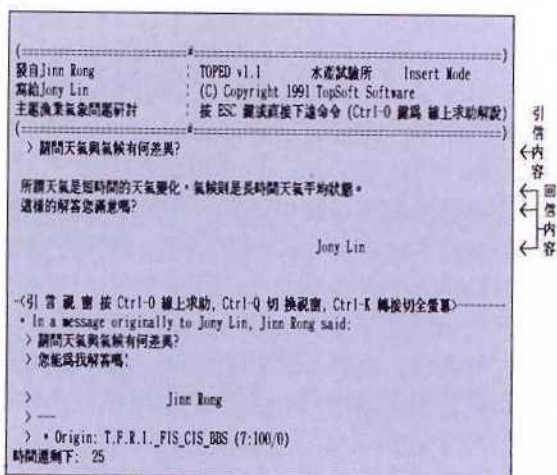 (----------------------------*--------------------------------------------------)
發自Jinn Rong : TOPED v1.1 水產試驗所 Insert Mode
寫給Jony Lin : (C) Copyright 1991 TopSoft Software
主題漁業氣象問題研討 : 按 ESC 鍵或直接下達命令 (Ctrl-O 鍵爲 線上求助解說)
(----------------------------*--------------------------------------------------)
> 請問天氣與氣候有何差異?
所謂天氣是短時間的天氣變化，氣候則是長時間天氣平均狀態。
這樣的解答您滿意嗎?
Jony Lin
-<引 言 視 窗 按 Ctrl-O 線上求助, Ctrl-Q 切 換視窗, Ctrl-K 轉接切全螢幕>---------
* In a message originally to Jony Lin, Jinn Rong said:
> 請問天氣與氣候有何差異?
> 您能爲我解答嗎!
> Jinn Rong
> ---
> * Origin: T.F.R.I._FIS_CIS_BBS (7:100/0)
時間還剩下: 25
引信內容
回信內容